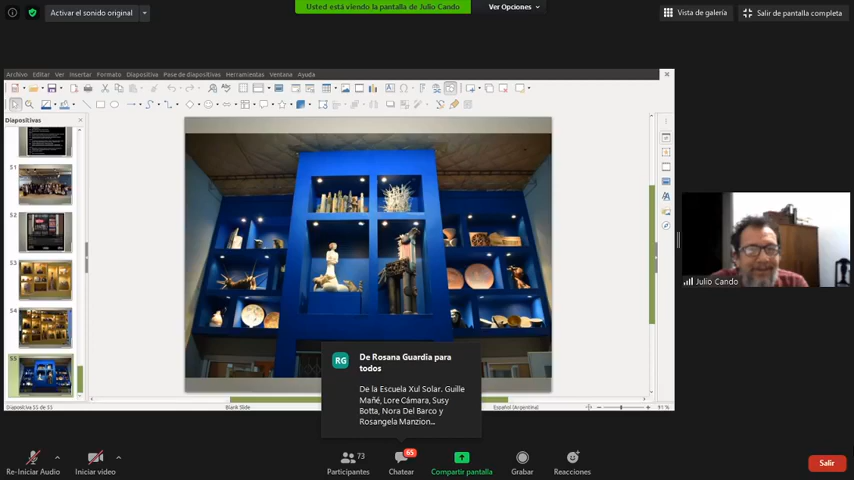 Activar el sonido original
Usted está viendo la pantalla de Julio Cando
Ver Opciones
Vista de galería
Salir de pantalla completa
Archivo Editar Ver Insertar Formato Diapositiva Pase de diapositivas Herramientas Ventana Ayuda
Diapositivas
51
52
53
54
55
Julio Cando
RG
De Rosana Guardia para
todos
De la Escuela Xul Solar. Guille
Mañé, Lore Cámara, Susy
Botta, Nora Del Barco y
Rosangela Manzion...
Diapositiva 55 de 55
Blank Slide
Español (Argentina)
91 %
Re-Iniciar Audio
Iniciar video
73
Participantes
65
Chatear
Compartir pantalla
Grabar
Reacciones
Salir